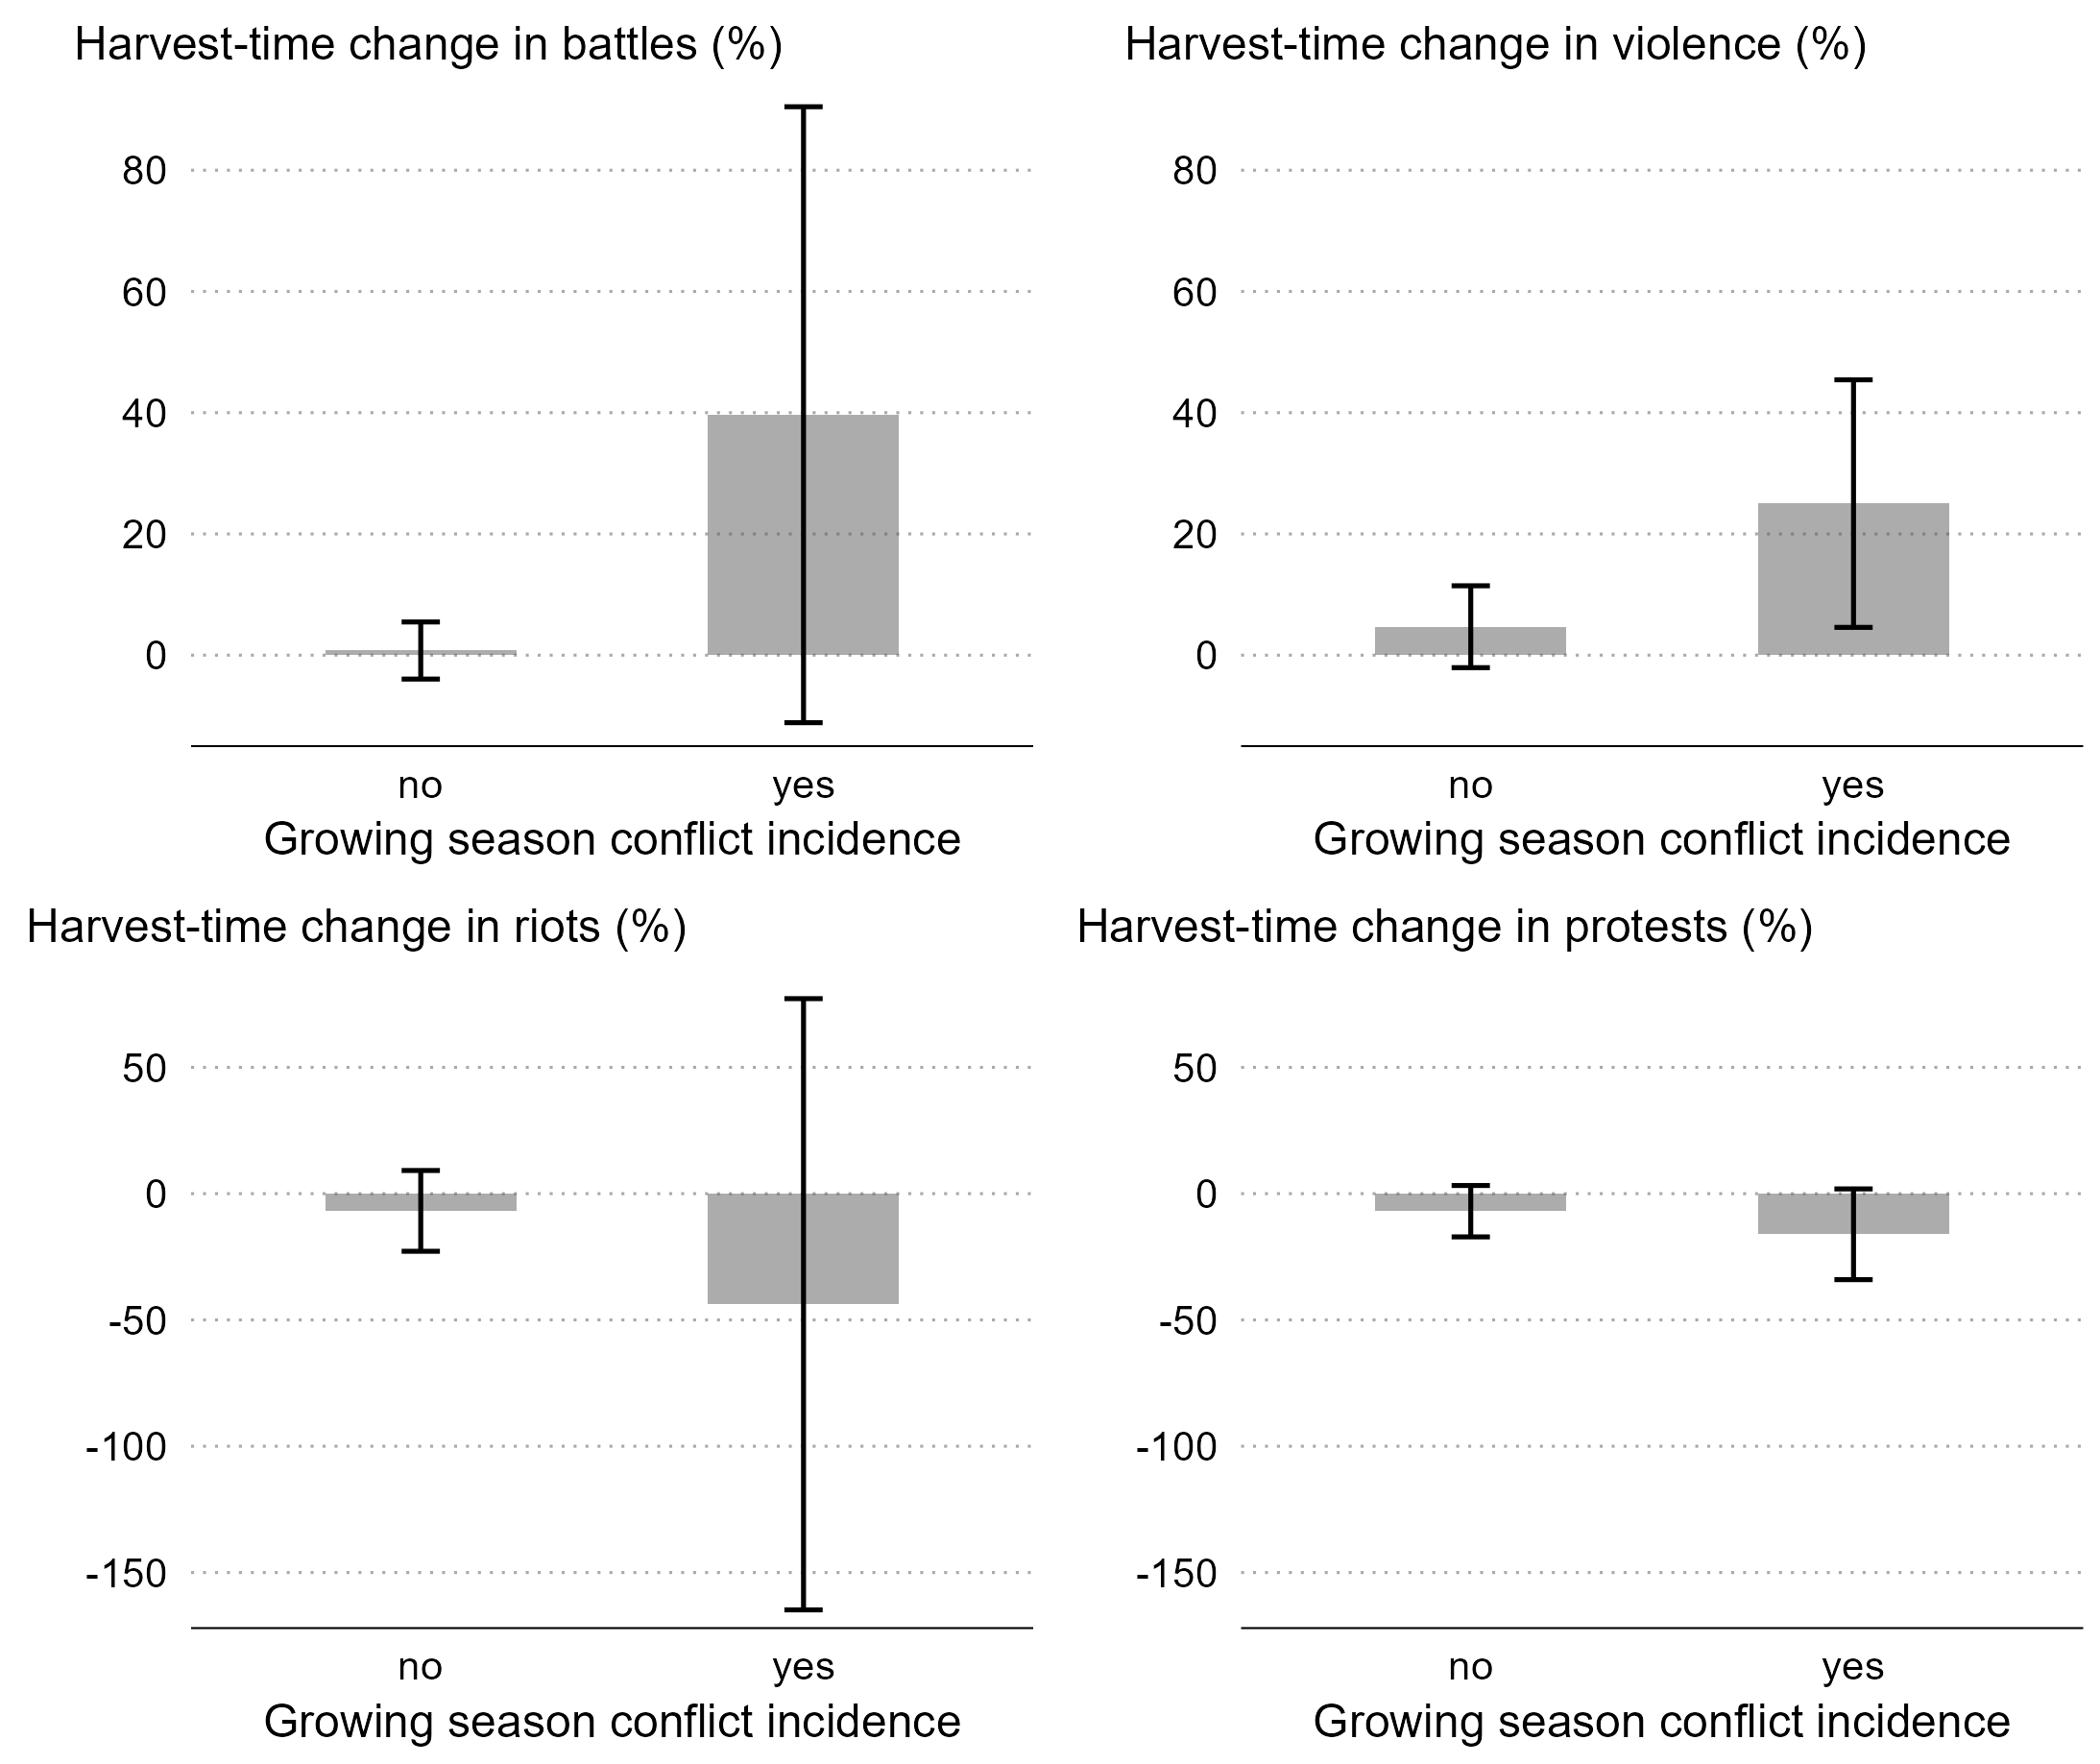 Harvest-time change in battles (%)
80
60
40
20
0
no yes
Growing season conflict incidence
Harvest-time change in violence (%)
80
60
40
20
0
no yes
Growing season conflict incidence
Harvest-time change in riots (%)
50
0
-50
-100
-150
no yes
Growing season conflict incidence
Harvest-time change in protests (%)
50
0
-50
-100
-150
no yes
Growing season conflict incidence